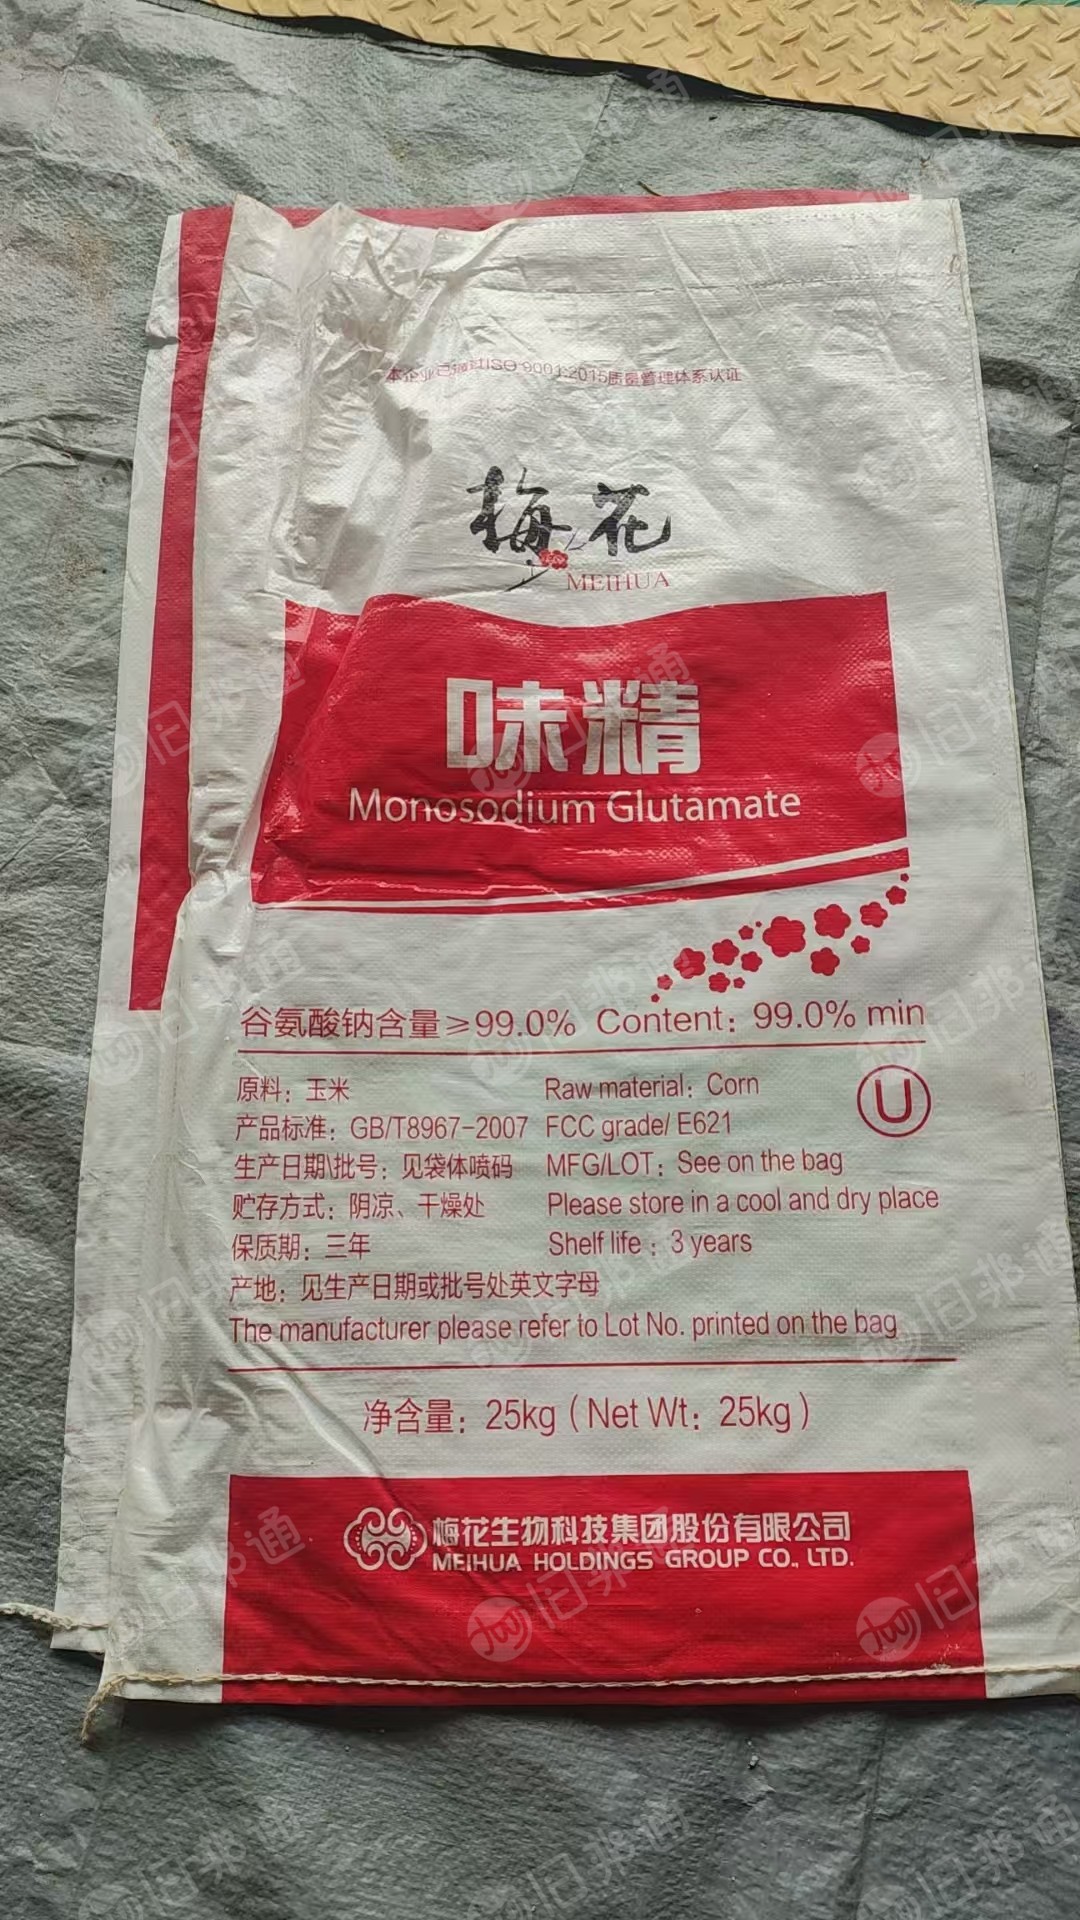 本企业已通过ISO 9001:2015质量管理体系认证
梅花
MEIHUA
味精
Monosodium Glutamate
谷氨酸钠含量≥99.0% Content: 99.0% min
原料：玉米 Raw material: Corn
U
产品标准：GB/T8967-2007 FCC grade/ E621
生产日期\批号：见袋体喷码 MFG/LOT: See on the bag
贮存方式：阴凉、干燥处 Please store in a cool and dry place
保质期：三年 Shelf life: 3 years
产地：见生产日期或批号处英文字母
The manufacturer please refer to Lot No. printed on the bag
净含量：25kg (Net Wt: 25kg)
梅花生物科技集团股份有限公司
MEIHUA HOLDINGS GROUP CO., LTD.
旧邦通